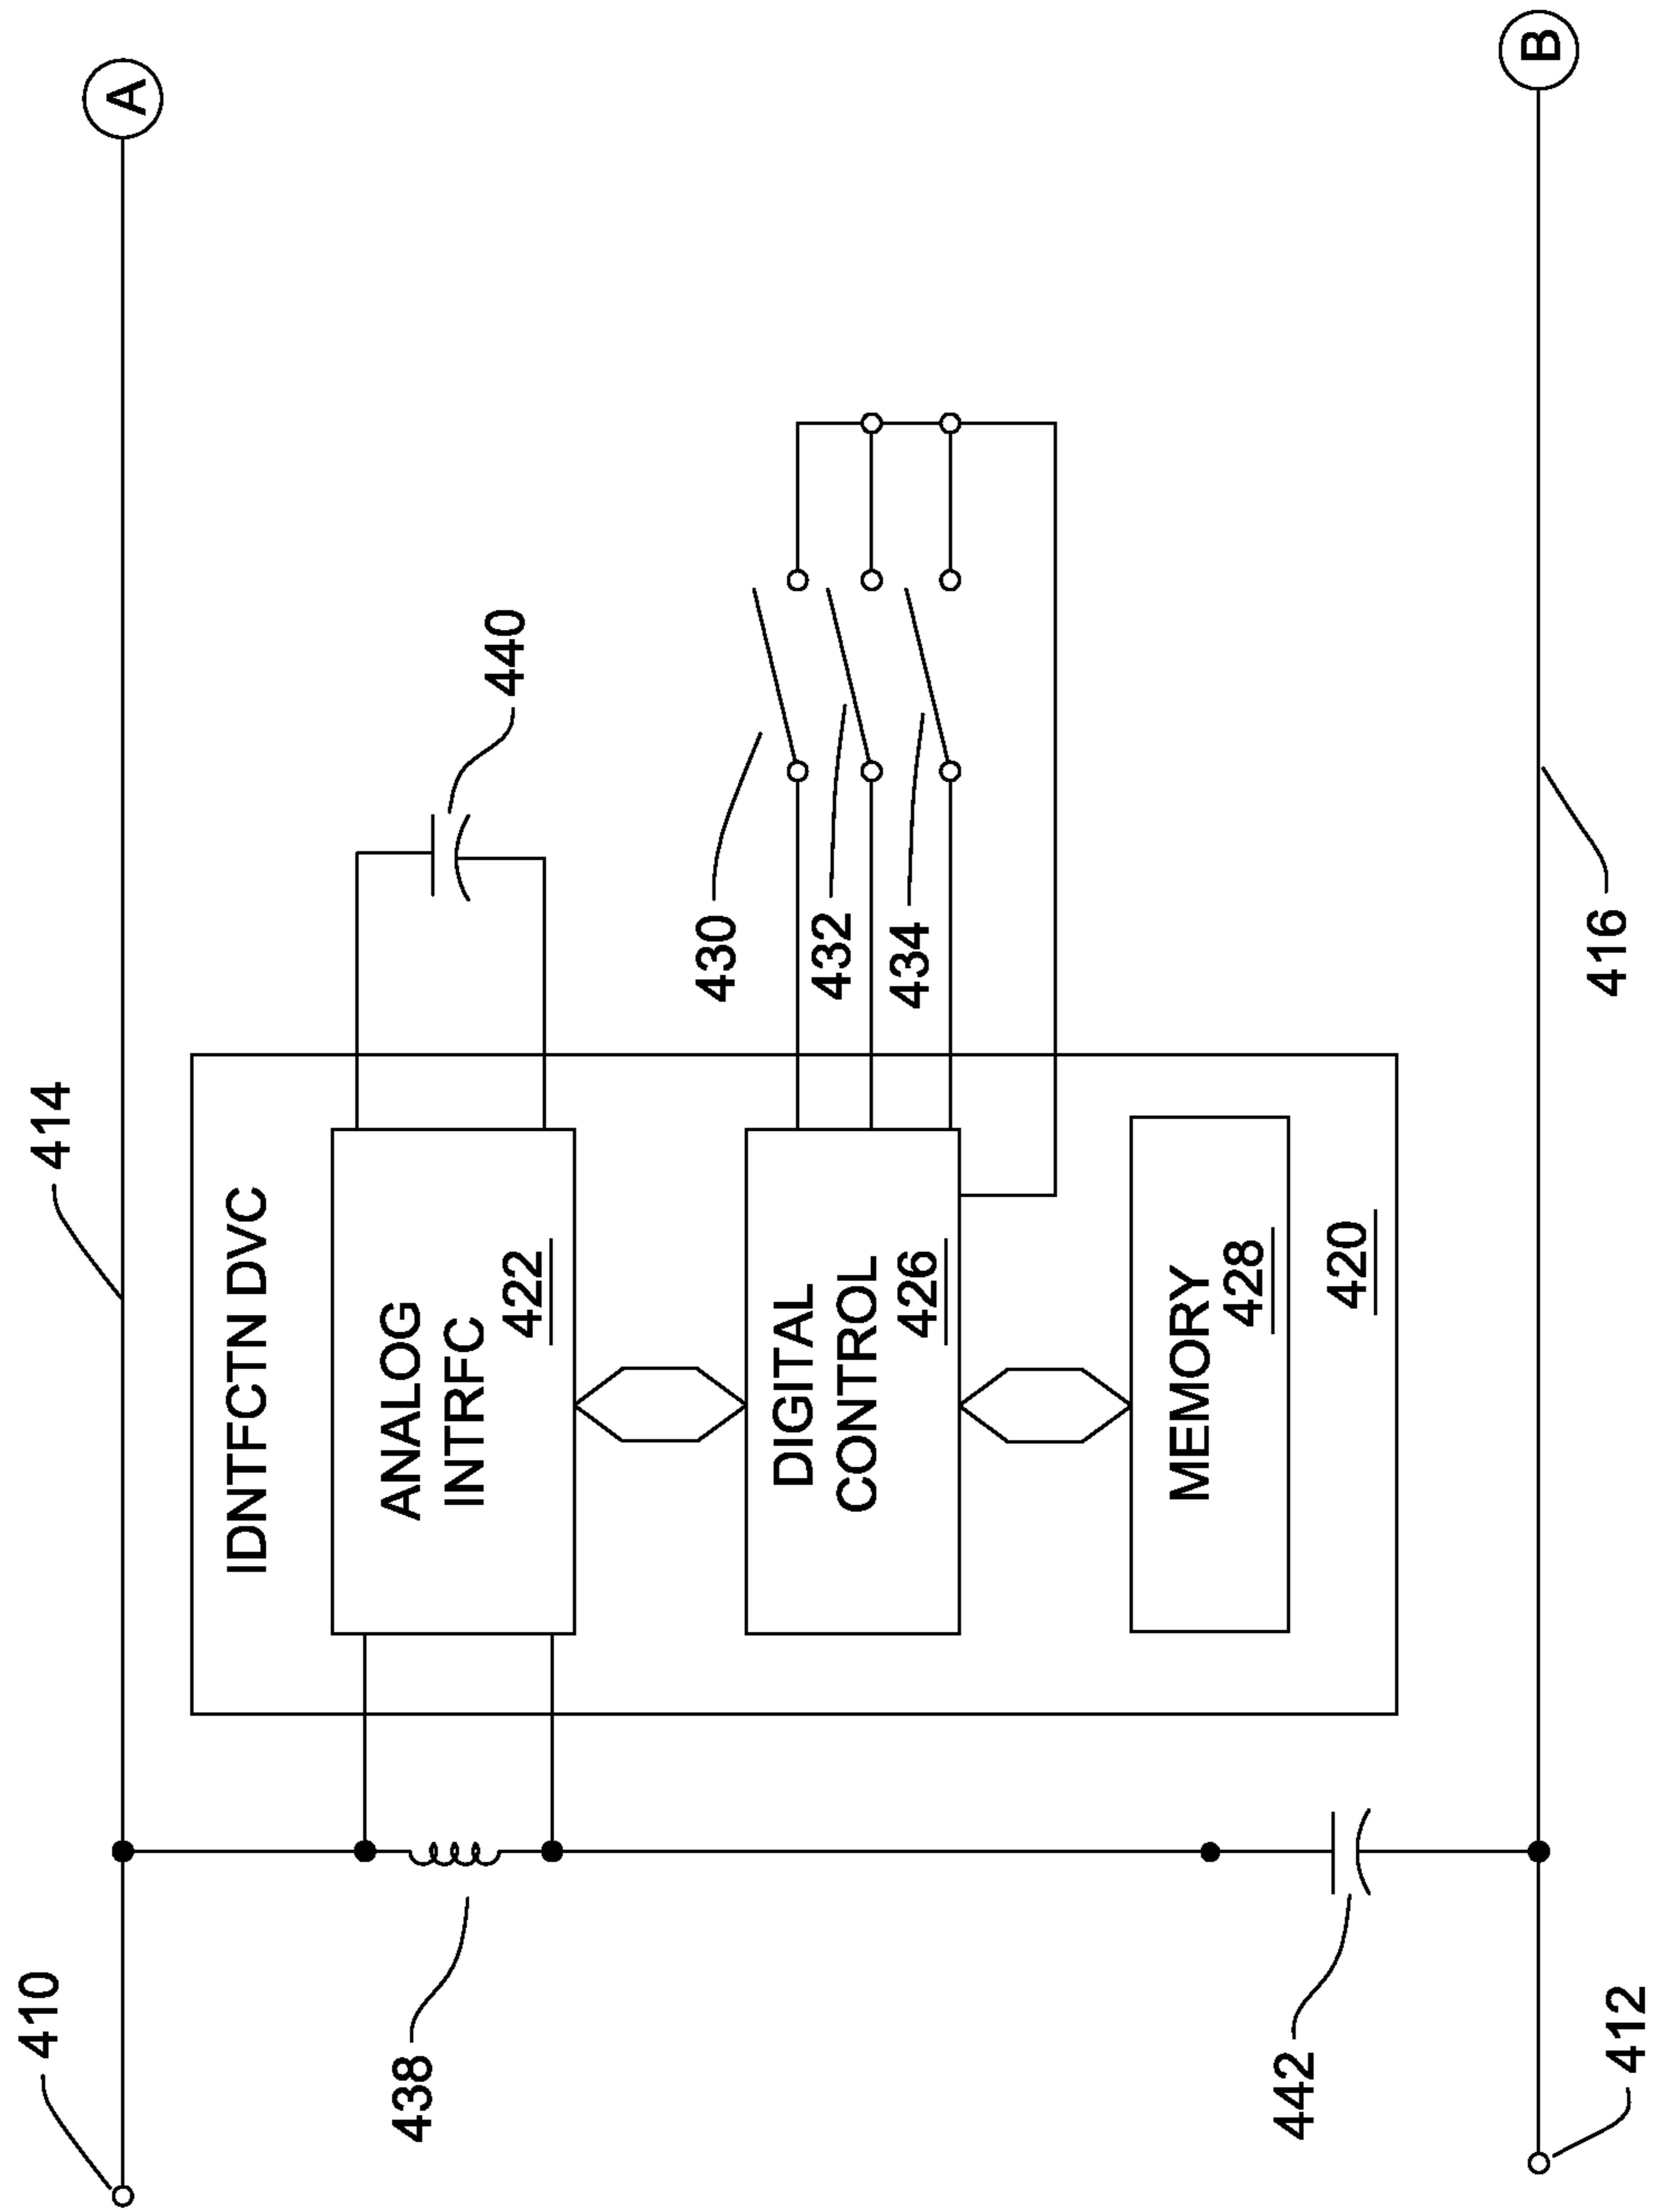 410
414
A
IDNTFCTN DVC
ANALOG
INTRFC
422
438
440
430
432
434
DIGITAL
CONTROL
426
MEMORY
428
420
442
412
416
B